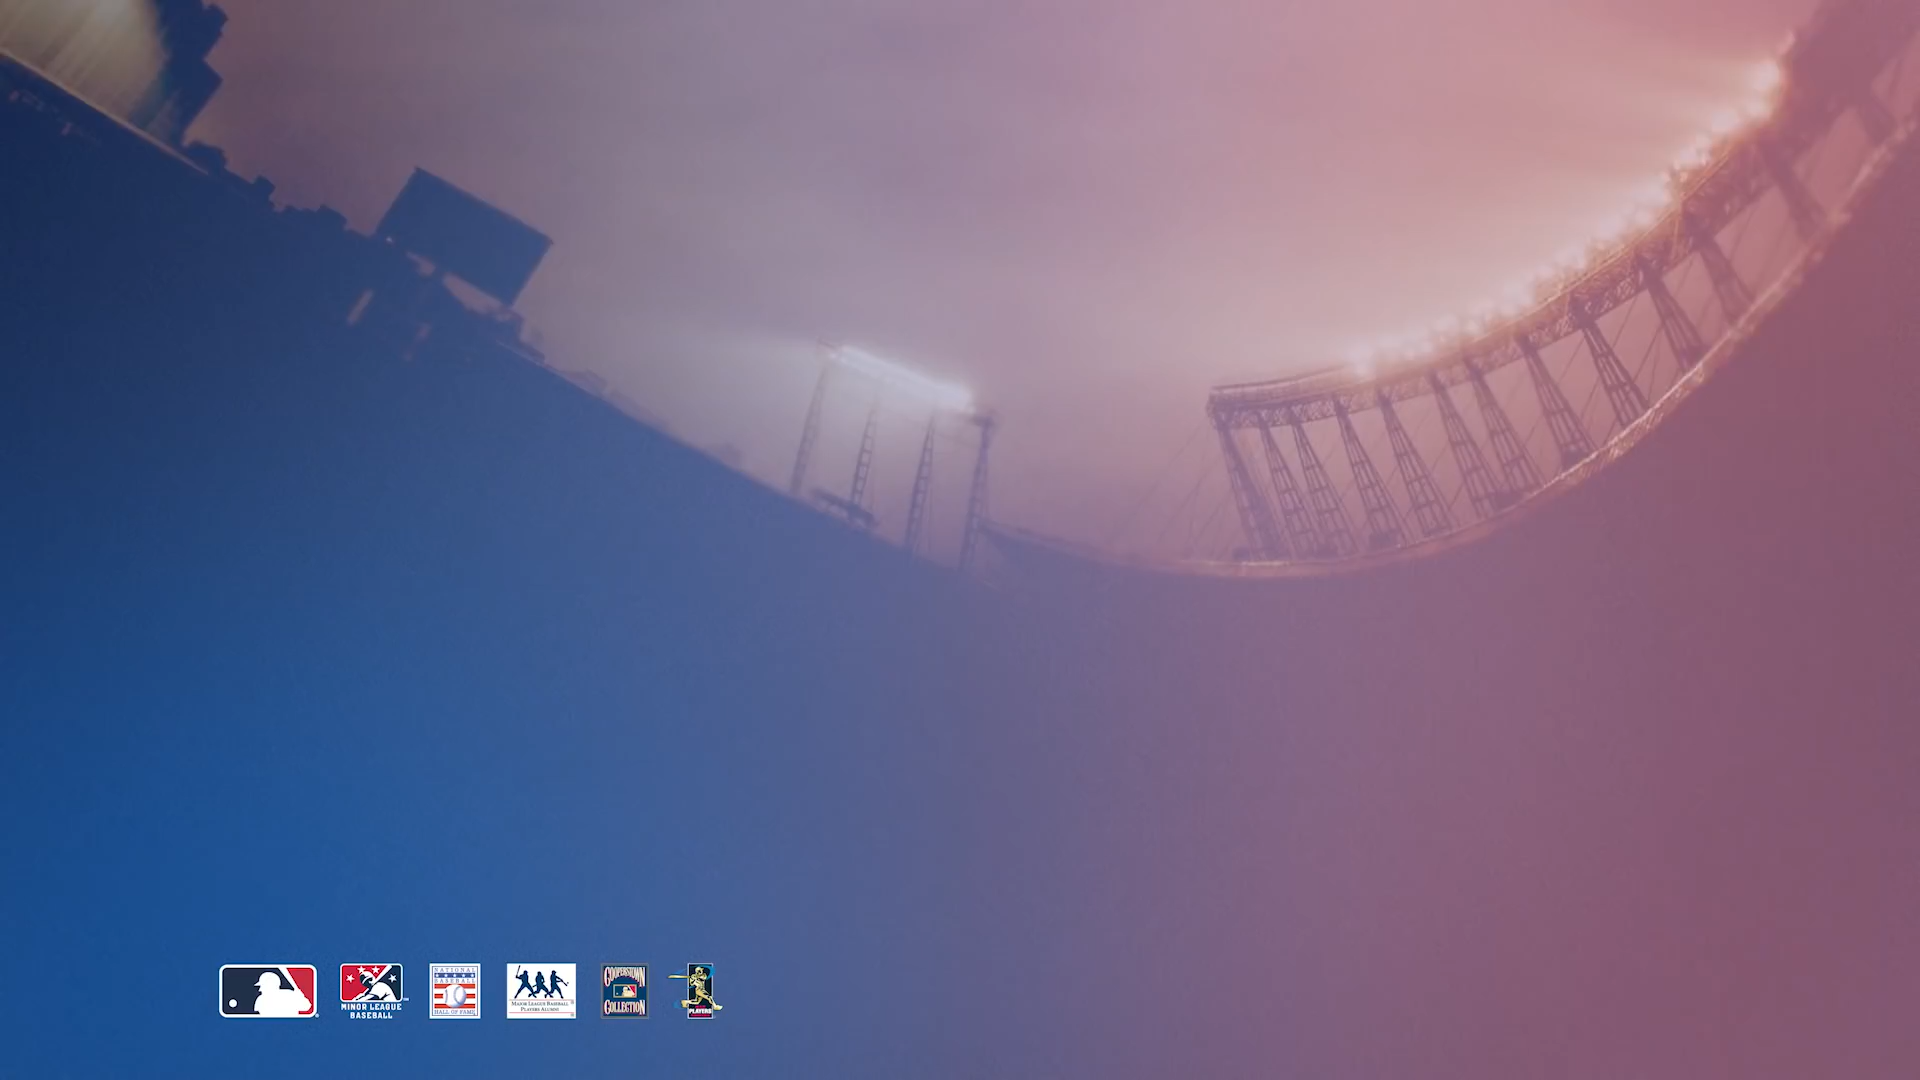 MINOR LEAGUE
BASEBALL
NATIONAL
BASEBALL
HALL OF FAME
MAJOR LEAGUE BASEBALL
PLAYERS ALUMNI
COOPERSTOWN
COLLECTION
PLAYERS